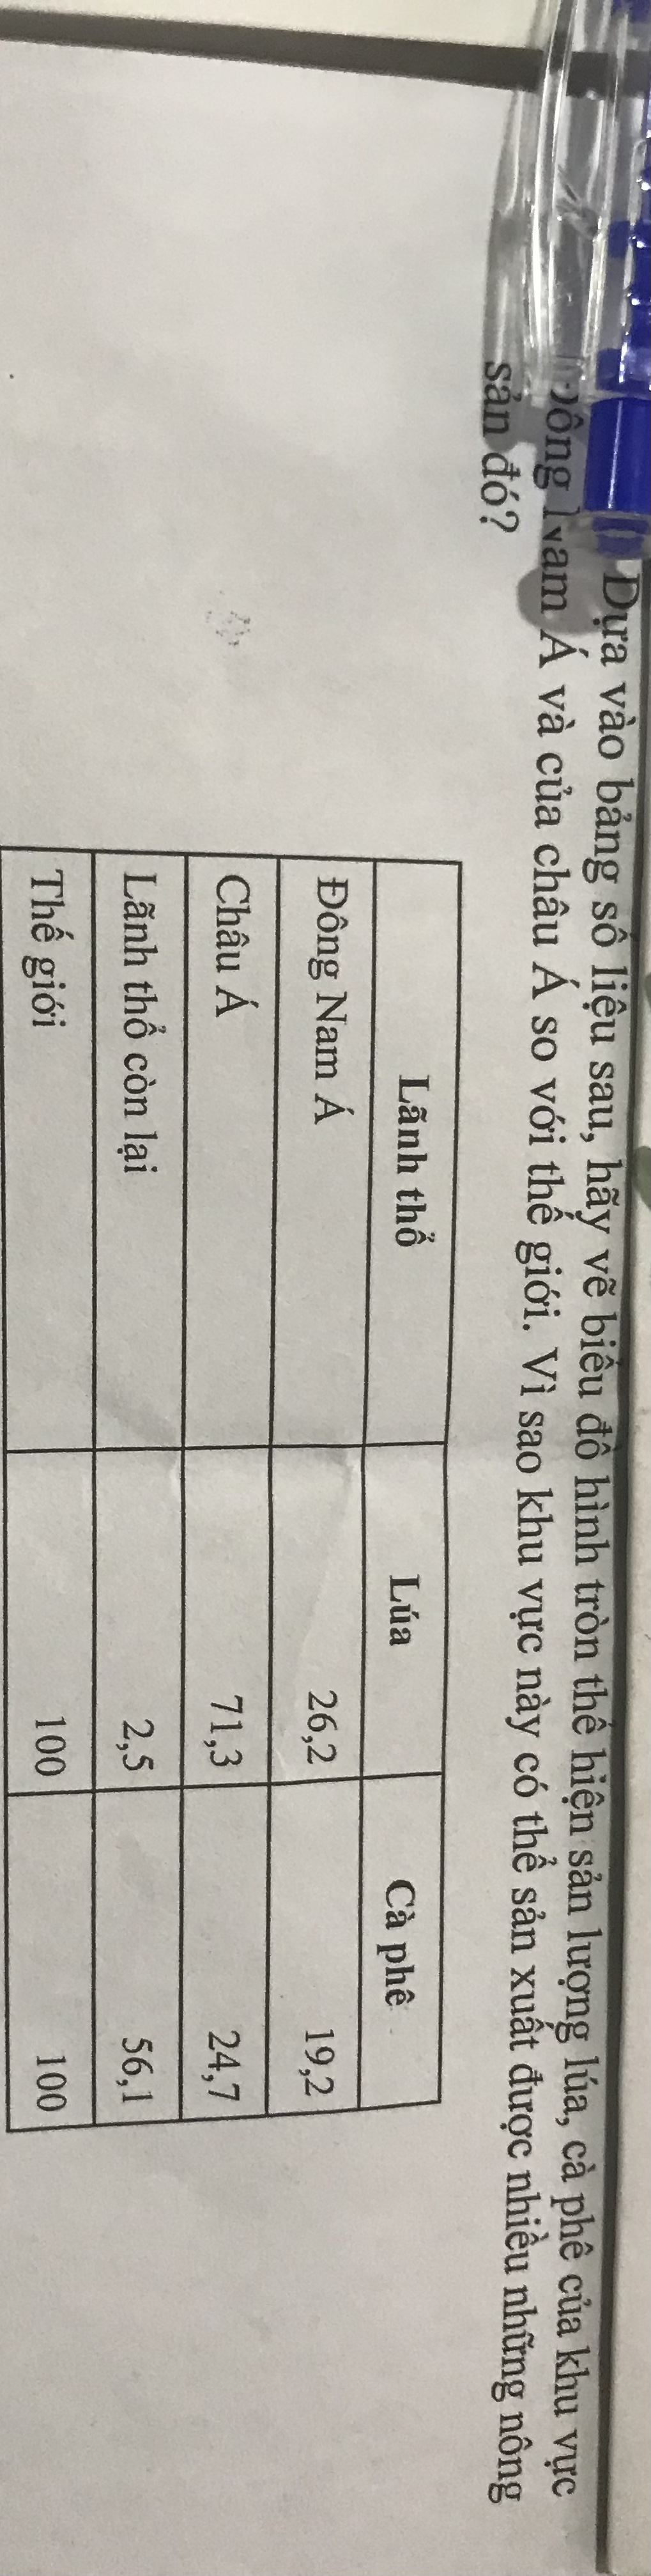 Dựa vào bảng số liệu sau, hãy vẽ biểu đồ hình tròn thể hiện sản lượng lúa, cà phê của khu vực
Đông Nam Á và của châu Á so với thế giới. Vì sao khu vực này có thể sản xuất được nhiều những nông
sản đó?
Lãnh thổ Lúa Cà phê
Đông Nam Á 26,2 19,2
Châu Á 71,3 24,7
Lãnh thổ còn lại 2,5 56,1
Thế giới 100 100